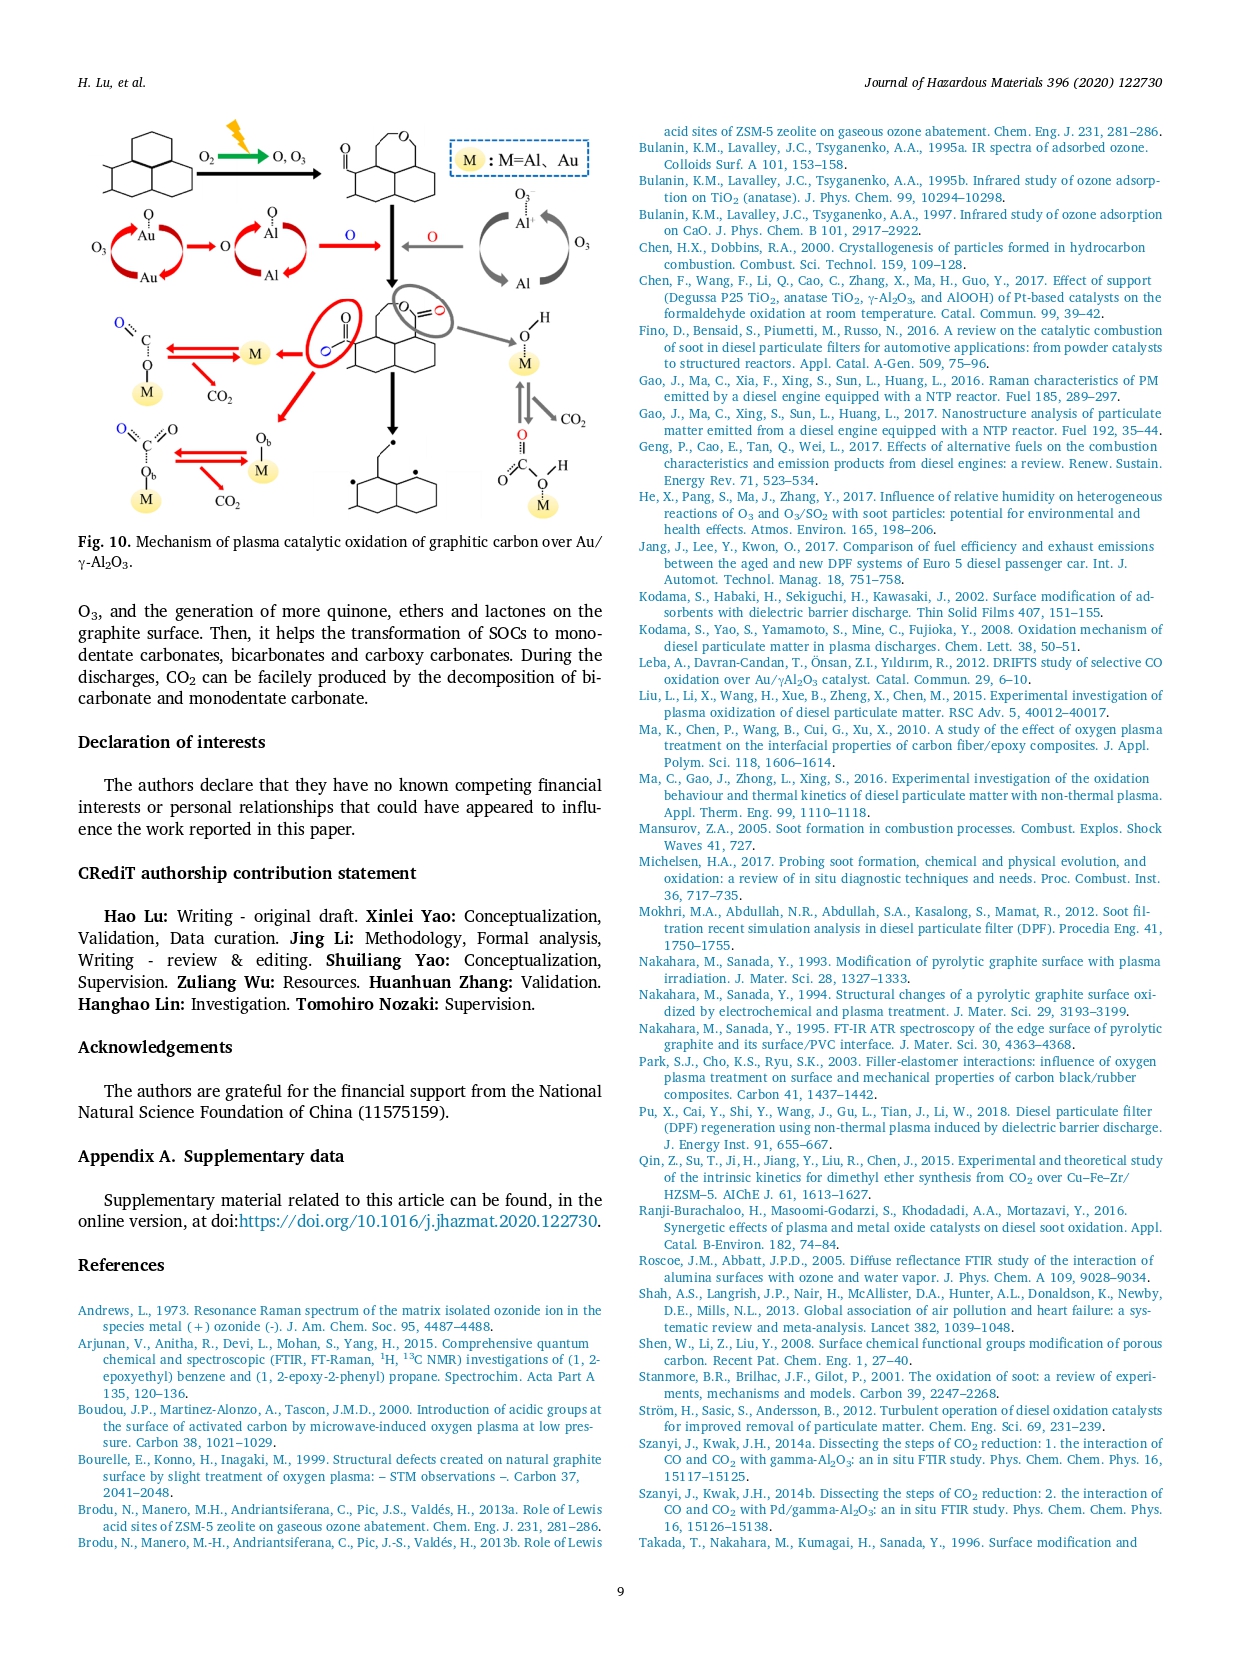 H. Lu, et al.
Journal of Hazardous Materials 396 (2020) 122730
O
O₂ O, O₃ O
M : M=Al、Au
O₃⁻
O O
Au O Al O O Al⁺ O₃
O₃
Au Al Al
O O O O
O H
C O O
O M M
M CO₂
CO₂
O O O_b O
C
O_b M O C H
O
M CO₂ M
Fig. 10. Mechanism of plasma catalytic oxidation of graphitic carbon over Au/
γ-Al₂O₃.
O₃, and the generation of more quinone, ethers and lactones on the
graphite surface. Then, it helps the transformation of SOCs to mono-
dentate carbonates, bicarbonates and carboxy carbonates. During the
discharges, CO₂ can be facilely produced by the decomposition of bi-
carbonate and monodentate carbonate.
Declaration of interests
The authors declare that they have no known competing financial
interests or personal relationships that could have appeared to influ-
ence the work reported in this paper.
CRediT authorship contribution statement
Hao Lu: Writing - original draft. Xinlei Yao: Conceptualization,
Validation, Data curation. Jing Li: Methodology, Formal analysis,
Writing - review & editing. Shuiliang Yao: Conceptualization,
Supervision. Zuliang Wu: Resources. Huanhuan Zhang: Validation.
Hanghao Lin: Investigation. Tomohiro Nozaki: Supervision.
Acknowledgements
The authors are grateful for the financial support from the National
Natural Science Foundation of China (11575159).
Appendix A. Supplementary data
Supplementary material related to this article can be found, in the
online version, at doi:https://doi.org/10.1016/j.jhazmat.2020.122730.
References
Andrews, L., 1973. Resonance Raman spectrum of the matrix isolated ozonide ion in the
species metal (+) ozonide (-). J. Am. Chem. Soc. 95, 4487–4488.
Arjunan, V., Anitha, R., Devi, L., Mohan, S., Yang, H., 2015. Comprehensive quantum
chemical and spectroscopic (FTIR, FT-Raman, ¹H, ¹³C NMR) investigations of (1, 2-
epoxyethyl) benzene and (1, 2-epoxy-2-phenyl) propane. Spectrochim. Acta Part A
135, 120–136.
Boudou, J.P., Martinez-Alonzo, A., Tascon, J.M.D., 2000. Introduction of acidic groups at
the surface of activated carbon by microwave-induced oxygen plasma at low pres-
sure. Carbon 38, 1021–1029.
Bourelle, E., Konno, H., Inagaki, M., 1999. Structural defects created on natural graphite
surface by slight treatment of oxygen plasma: – STM observations –. Carbon 37,
2041–2048.
Brodu, N., Manero, M.H., Andriantsiferana, C., Pic, J.S., Valdés, H., 2013a. Role of Lewis
acid sites of ZSM-5 zeolite on gaseous ozone abatement. Chem. Eng. J. 231, 281–286.
Brodu, N., Manero, M.-H., Andriantsiferana, C., Pic, J.-S., Valdés, H., 2013b. Role of Lewis
acid sites of ZSM-5 zeolite on gaseous ozone abatement. Chem. Eng. J. 231, 281–286.
Bulanin, K.M., Lavalley, J.C., Tsyganenko, A.A., 1995a. IR spectra of adsorbed ozone.
Colloids Surf. A 101, 153–158.
Bulanin, K.M., Lavalley, J.C., Tsyganenko, A.A., 1995b. Infrared study of ozone adsorp-
tion on TiO₂ (anatase). J. Phys. Chem. 99, 10294–10298.
Bulanin, K.M., Lavalley, J.C., Tsyganenko, A.A., 1997. Infrared study of ozone adsorption
on CaO. J. Phys. Chem. B 101, 2917–2922.
Chen, H.X., Dobbins, R.A., 2000. Crystallogenesis of particles formed in hydrocarbon
combustion. Combust. Sci. Technol. 159, 109–128.
Chen, F., Wang, F., Li, Q., Cao, C., Zhang, X., Ma, H., Guo, Y., 2017. Effect of support
(Degussa P25 TiO₂, anatase TiO₂, γ-Al₂O₃, and AlOOH) of Pt-based catalysts on the
formaldehyde oxidation at room temperature. Catal. Commun. 99, 39–42.
Fino, D., Bensaid, S., Piumetti, M., Russo, N., 2016. A review on the catalytic combustion
of soot in diesel particulate filters for automotive applications: from powder catalysts
to structured reactors. Appl. Catal. A-Gen. 509, 75–96.
Gao, J., Ma, C., Xia, F., Xing, S., Sun, L., Huang, L., 2016. Raman characteristics of PM
emitted by a diesel engine equipped with a NTP reactor. Fuel 185, 289–297.
Gao, J., Ma, C., Xing, S., Sun, L., Huang, L., 2017. Nanostructure analysis of particulate
matter emitted from a diesel engine equipped with a NTP reactor. Fuel 192, 35–44.
Geng, P., Cao, E., Tan, Q., Wei, L., 2017. Effects of alternative fuels on the combustion
characteristics and emission products from diesel engines: a review. Renew. Sustain.
Energy Rev. 71, 523–534.
He, X., Pang, S., Ma, J., Zhang, Y., 2017. Influence of relative humidity on heterogeneous
reactions of O₃ and O₃/SO₂ with soot particles: potential for environmental and
health effects. Atmos. Environ. 165, 198–206.
Jang, J., Lee, Y., Kwon, O., 2017. Comparison of fuel efficiency and exhaust emissions
between the aged and new DPF systems of Euro 5 diesel passenger car. Int. J.
Automot. Technol. Manag. 18, 751–758.
Kodama, S., Habaki, H., Sekiguchi, H., Kawasaki, J., 2002. Surface modification of ad-
sorbents with dielectric barrier discharge. Thin Solid Films 407, 151–155.
Kodama, S., Yao, S., Yamamoto, S., Mine, C., Fujioka, Y., 2008. Oxidation mechanism of
diesel particulate matter in plasma discharges. Chem. Lett. 38, 50–51.
Leba, A., Davran-Candan, T., Önsan, Z.I., Yıldırım, R., 2012. DRIFTS study of selective CO
oxidation over Au/γAl₂O₃ catalyst. Catal. Commun. 29, 6–10.
Liu, L., Li, X., Wang, H., Xue, B., Zheng, X., Chen, M., 2015. Experimental investigation of
plasma oxidization of diesel particulate matter. RSC Adv. 5, 40012–40017.
Ma, K., Chen, P., Wang, B., Cui, G., Xu, X., 2010. A study of the effect of oxygen plasma
treatment on the interfacial properties of carbon fiber/epoxy composites. J. Appl.
Polym. Sci. 118, 1606–1614.
Ma, C., Gao, J., Zhong, L., Xing, S., 2016. Experimental investigation of the oxidation
behaviour and thermal kinetics of diesel particulate matter with non-thermal plasma.
Appl. Therm. Eng. 99, 1110–1118.
Mansurov, Z.A., 2005. Soot formation in combustion processes. Combust. Explos. Shock
Waves 41, 727.
Michelsen, H.A., 2017. Probing soot formation, chemical and physical evolution, and
oxidation: a review of in situ diagnostic techniques and needs. Proc. Combust. Inst.
36, 717–735.
Mokhri, M.A., Abdullah, N.R., Abdullah, S.A., Kasalong, S., Mamat, R., 2012. Soot fil-
tration recent simulation analysis in diesel particulate filter (DPF). Procedia Eng. 41,
1750–1755.
Nakahara, M., Sanada, Y., 1993. Modification of pyrolytic graphite surface with plasma
irradiation. J. Mater. Sci. 28, 1327–1333.
Nakahara, M., Sanada, Y., 1994. Structural changes of a pyrolytic graphite surface oxi-
dized by electrochemical and plasma treatment. J. Mater. Sci. 29, 3193–3199.
Nakahara, M., Sanada, Y., 1995. FT-IR ATR spectroscopy of the edge surface of pyrolytic
graphite and its surface/PVC interface. J. Mater. Sci. 30, 4363–4368.
Park, S.J., Cho, K.S., Ryu, S.K., 2003. Filler-elastomer interactions: influence of oxygen
plasma treatment on surface and mechanical properties of carbon black/rubber
composites. Carbon 41, 1437–1442.
Pu, X., Cai, Y., Shi, Y., Wang, J., Gu, L., Tian, J., Li, W., 2018. Diesel particulate filter
(DPF) regeneration using non-thermal plasma induced by dielectric barrier discharge.
J. Energy Inst. 91, 655–667.
Qin, Z., Su, T., Ji, H., Jiang, Y., Liu, R., Chen, J., 2015. Experimental and theoretical study
of the intrinsic kinetics for dimethyl ether synthesis from CO₂ over Cu–Fe–Zr/
HZSM–5. AIChE J. 61, 1613–1627.
Ranji-Burachaloo, H., Masoomi-Godarzi, S., Khodadadi, A.A., Mortazavi, Y., 2016.
Synergetic effects of plasma and metal oxide catalysts on diesel soot oxidation. Appl.
Catal. B-Environ. 182, 74–84.
Roscoe, J.M., Abbatt, J.P.D., 2005. Diffuse reflectance FTIR study of the interaction of
alumina surfaces with ozone and water vapor. J. Phys. Chem. A 109, 9028–9034.
Shah, A.S., Langrish, J.P., Nair, H., McAllister, D.A., Hunter, A.L., Donaldson, K., Newby,
D.E., Mills, N.L., 2013. Global association of air pollution and heart failure: a sys-
tematic review and meta-analysis. Lancet 382, 1039–1048.
Shen, W., Li, Z., Liu, Y., 2008. Surface chemical functional groups modification of porous
carbon. Recent Pat. Chem. Eng. 1, 27–40.
Stanmore, B.R., Brilhac, J.F., Gilot, P., 2001. The oxidation of soot: a review of experi-
ments, mechanisms and models. Carbon 39, 2247–2268.
Ström, H., Sasic, S., Andersson, B., 2012. Turbulent operation of diesel oxidation catalysts
for improved removal of particulate matter. Chem. Eng. Sci. 69, 231–239.
Szanyi, J., Kwak, J.H., 2014a. Dissecting the steps of CO₂ reduction: 1. the interaction of
CO and CO₂ with gamma-Al₂O₃: an in situ FTIR study. Phys. Chem. Chem. Phys. 16,
15117–15125.
Szanyi, J., Kwak, J.H., 2014b. Dissecting the steps of CO₂ reduction: 2. the interaction of
CO and CO₂ with Pd/gamma-Al₂O₃: an in situ FTIR study. Phys. Chem. Chem. Phys.
16, 15126–15138.
Takada, T., Nakahara, M., Kumagai, H., Sanada, Y., 1996. Surface modification and
9